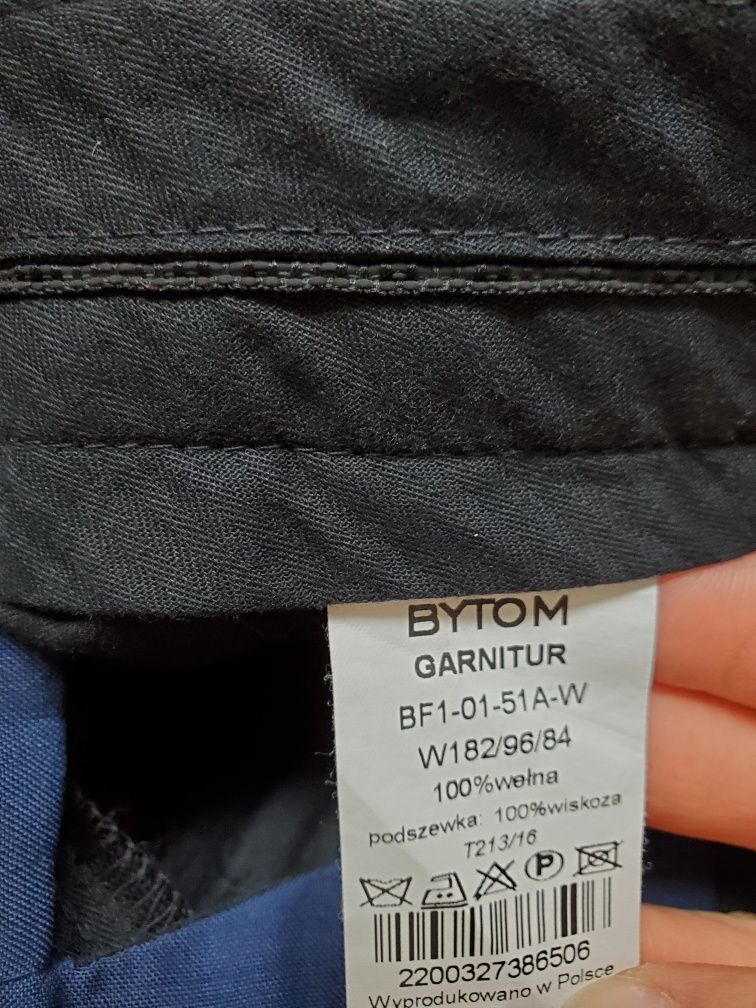 BYTOM
GARNITUR
BF1-01-51A-W
W182/96/84
100%wełna
podszewka: 100%wiskoza
T213/16
P
2200327386506
Wyprodukowano w Polsce